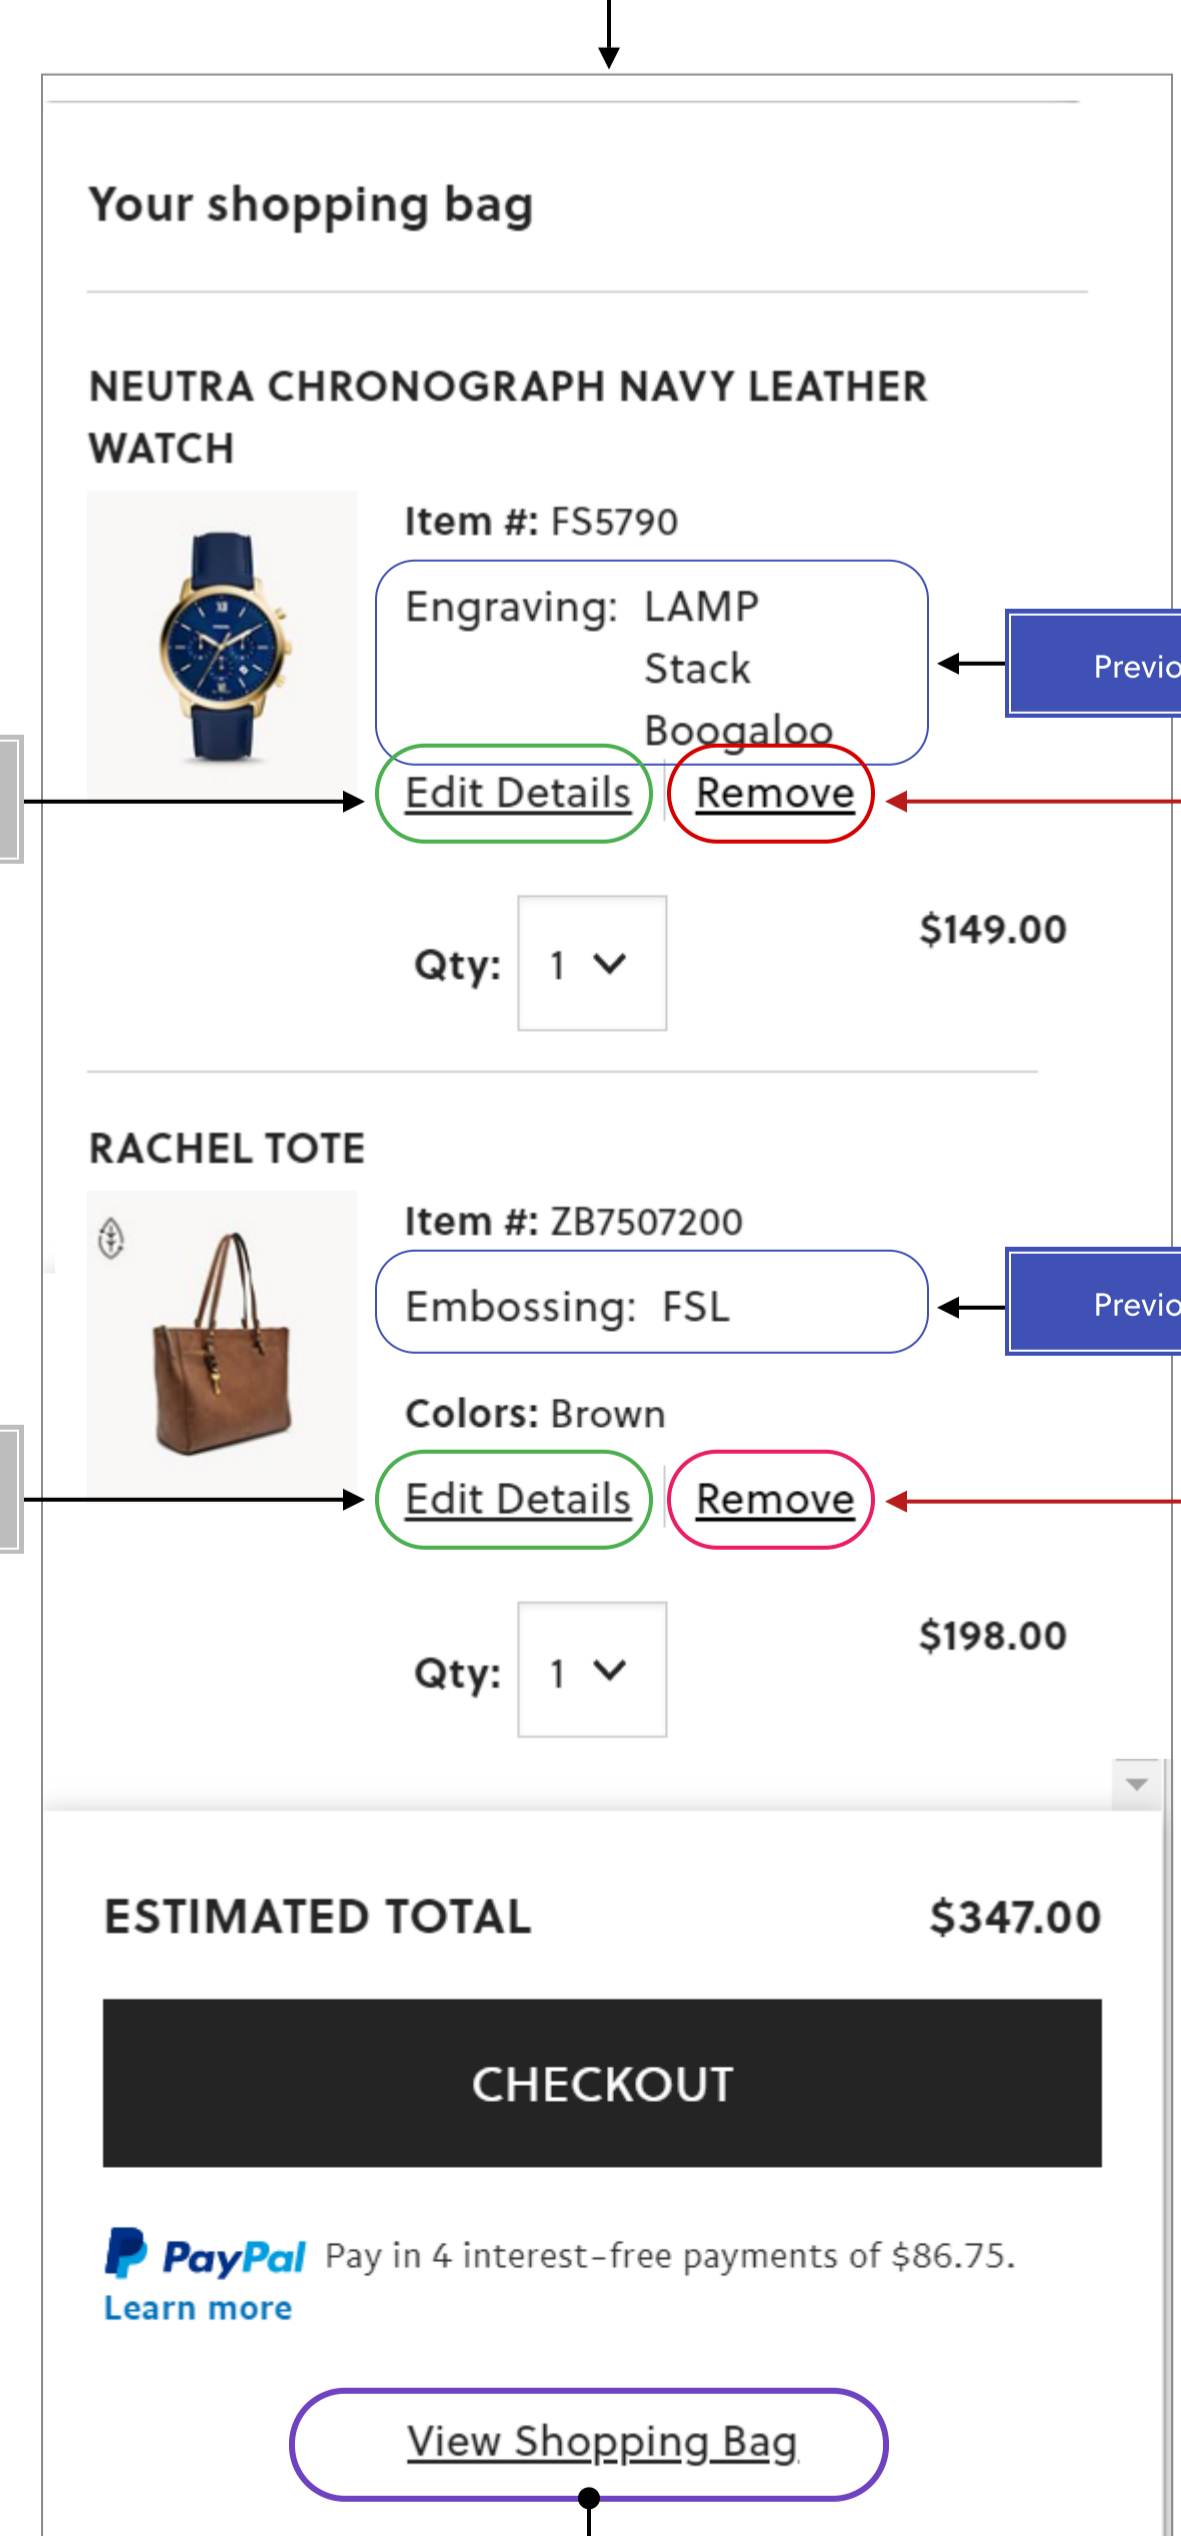 Your shopping bag
NEUTRA CHRONOGRAPH NAVY LEATHER
WATCH
Item #: FS5790
Engraving: LAMP
Stack
Boogaloo
Edit Details Remove
Qty: 1 $149.00
RACHEL TOTE
Item #: ZB7507200
Embossing: FSL
Colors: Brown
Edit Details Remove
Qty: 1 $198.00
ESTIMATED TOTAL $347.00
CHECKOUT
PayPal Pay in 4 interest-free payments of $86.75.
Learn more
View Shopping Bag